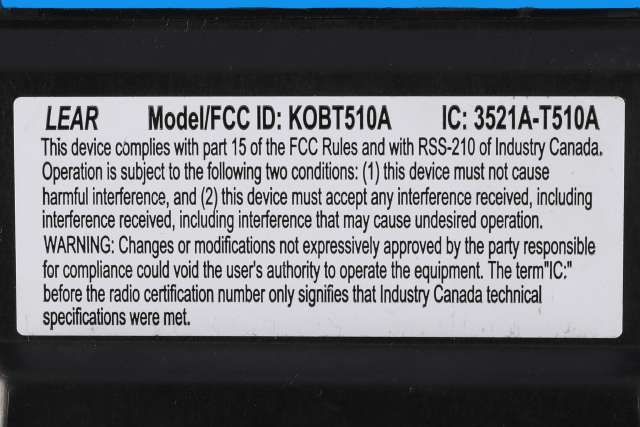 LEAR Model/FCC ID: KOBT510A IC: 3521A-T510A
This device complies with part 15 of the FCC Rules and with RSS-210 of Industry Canada.
Operation is subject to the following two conditions: (1) this device must not cause
harmful interference, and (2) this device must accept any interference received, including
interference received, including interference that may cause undesired operation.
WARNING: Changes or modifications not expressively approved by the party responsible
for compliance could void the user's authority to operate the equipment. The term"IC:"
before the radio certification number only signifies that Industry Canada technical
specifications were met.